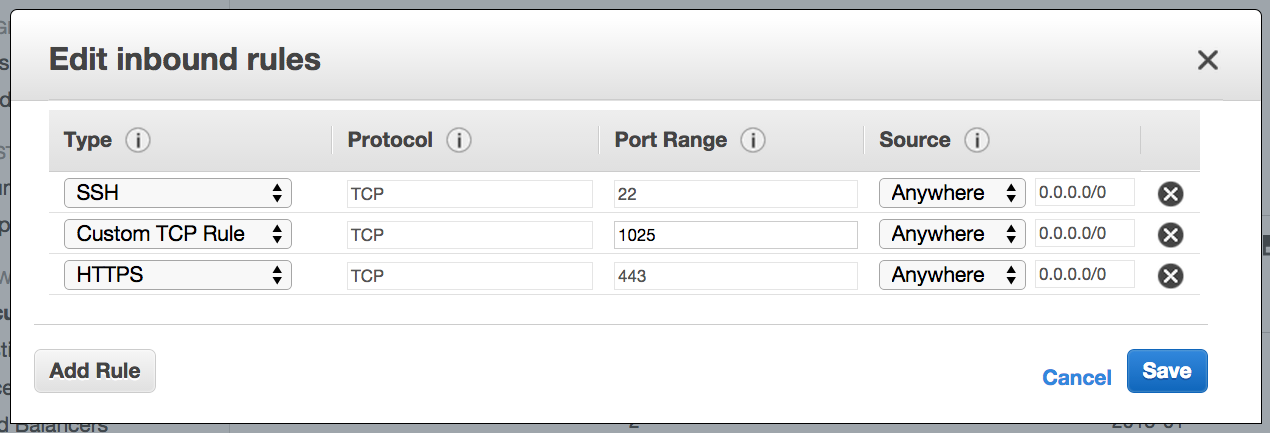 Edit inbound rules
Type Protocol Port Range Source
SSH TCP 22 Anywhere 0.0.0.0/0
Custom TCP Rule TCP 1025 Anywhere 0.0.0.0/0
HTTPS TCP 443 Anywhere 0.0.0.0/0
Add Rule Cancel Save
d Balancers